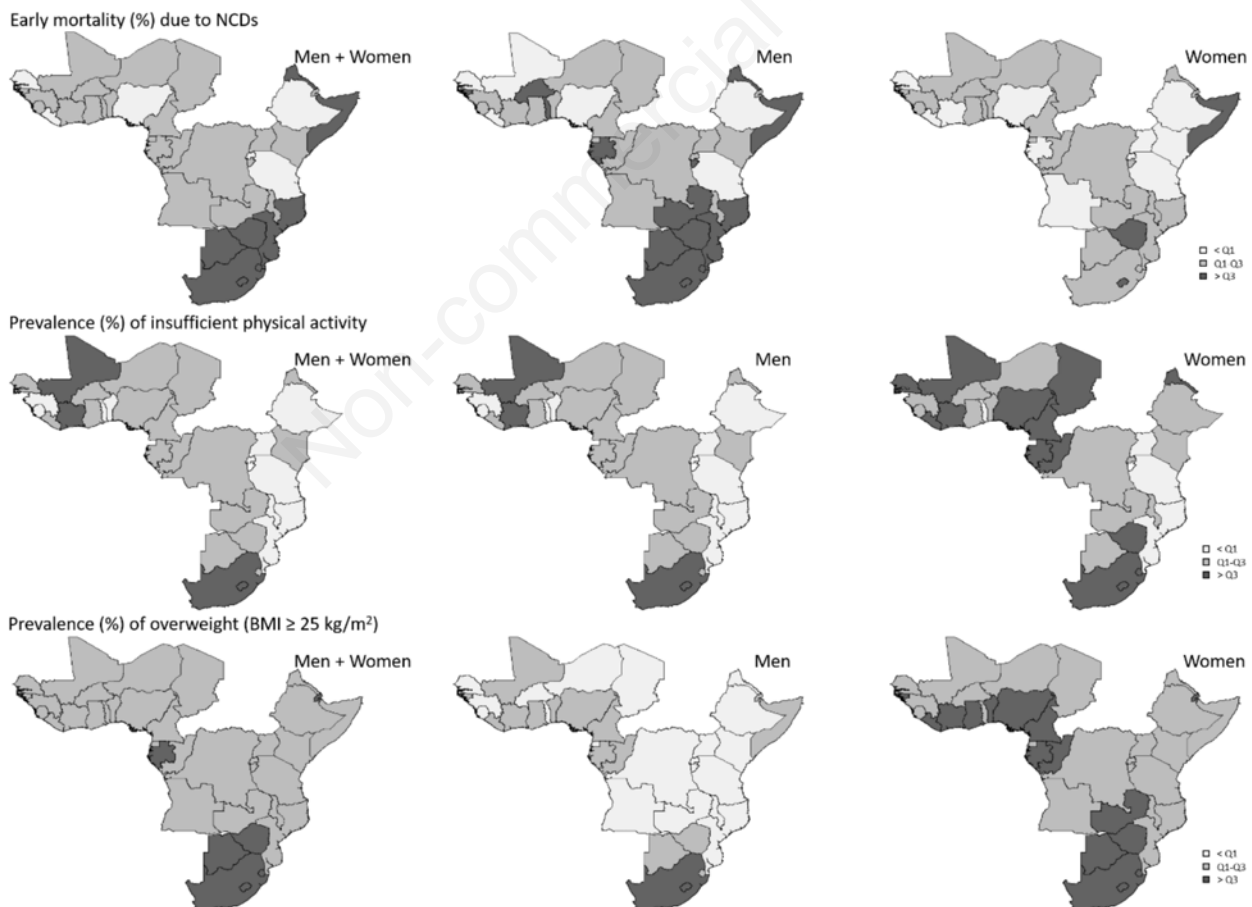 Early mortality (%) due to NCDs
Men + Women
Men
Women
< Q1
Q1-Q3
> Q3
Prevalence (%) of insufficient physical activity
Men + Women
Men
Women
< Q1
Q1-Q3
> Q3
Prevalence (%) of overweight (BMI ≥ 25 kg/m²)
Men + Women
Men
Women
< Q1
Q1-Q3
> Q3
Non-commercial